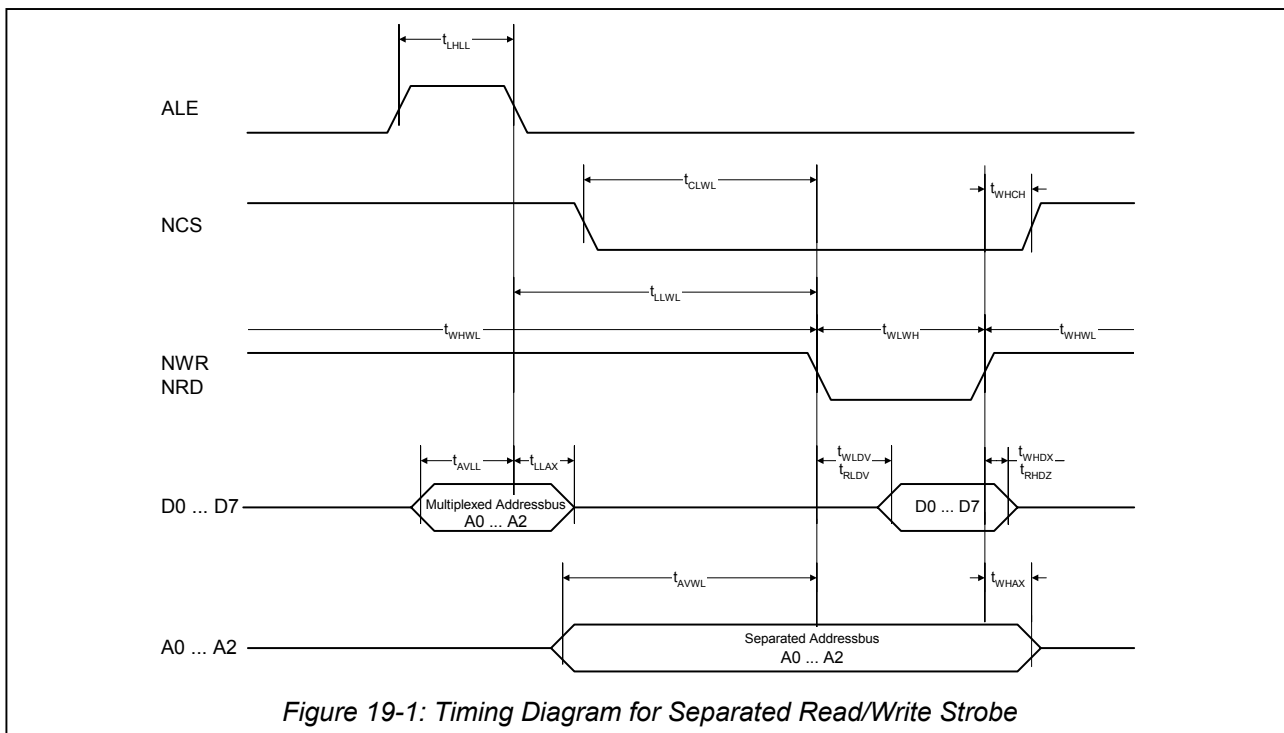 tLHLL
ALE
tCLWL
tWHCH
NCS
tLLWL
tWHWL
tWLWH
tWHWL
NWR
NRD
tAVLL
tLLAX
tWLDV
tRLDV
tWHDX
tRHDZ
D0 ... D7
Multiplexed Addressbus
A0 ... A2
D0 ... D7
tAVWL
tWHAX
A0 ... A2
Separated Addressbus
A0 ... A2
Figure 19-1: Timing Diagram for Separated Read/Write Strobe